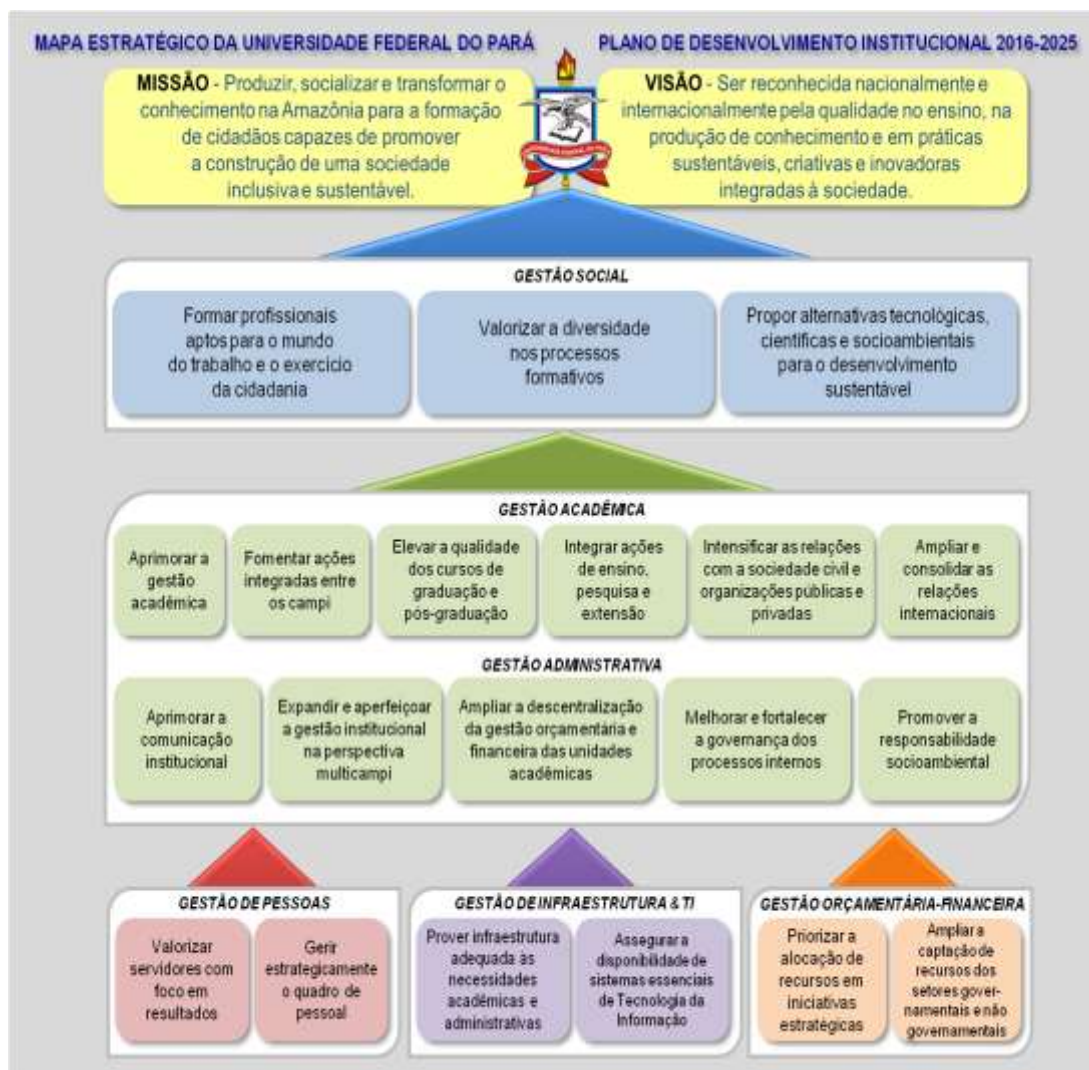 MAPA ESTRATÉGICO DA UNIVERSIDADE FEDERAL DO PARÁ
PLANO DE DESENVOLVIMENTO INSTITUCIONAL 2016-2025
MISSÃO - Produzir, socializar e transformar o
conhecimento na Amazônia para a formação
de cidadãos capazes de promover
a construção de uma sociedade
inclusiva e sustentável.
VISÃO - Ser reconhecida nacionalmente e
internacionalmente pela qualidade no ensino, na
produção de conhecimento e em práticas
sustentáveis, criativas e inovadoras
integradas à sociedade.
GESTÃO SOCIAL
Formar profissionais
aptos para o mundo
do trabalho e o exercício
da cidadania
Valorizar a diversidade
nos processos
formativos
Propor alternativas tecnológicas,
científicas e socioambientais
para o desenvolvimento
sustentável
GESTÃO ACADÊMICA
Aprimorar a
gestão
acadêmica
Fomentar ações
integradas entre
os campi
Elevar a qualidade
dos cursos de
graduação e
pós-graduação
Integrar ações
de ensino,
pesquisa e
extensão
Intensificar as relações
com a sociedade civil e
organizações públicas e
privadas
Ampliar e
consolidar as
relações
internacionais
GESTÃO ADMINISTRATIVA
Aprimorar a
comunicação
institucional
Expandir e aperfeiçoar
a gestão institucional
na perspectiva
multicampi
Ampliar a descentralização
da gestão orçamentária e
financeira das unidades
acadêmicas
Melhorar e fortalecer
a governança dos
processos internos
Promover a
responsabilidade
socioambiental
GESTÃO DE PESSOAS
Valorizar
servidores com
foco em
resultados
Gerir
estrategicamente
o quadro de
pessoal
GESTÃO DE INFRAESTRUTURA & TI
Prover infraestrutura
adequada às
necessidades
acadêmicas e
administrativas
Assegurar a
disponibilidade de
sistemas essenciais
de Tecnologia da
Informação
GESTÃO ORÇAMENTÁRIA-FINANCEIRA
Priorizar a
alocação de
recursos em
iniciativas
estratégicas
Ampliar a
captação de
recursos dos
setores gover-
namentais e não
governamentais